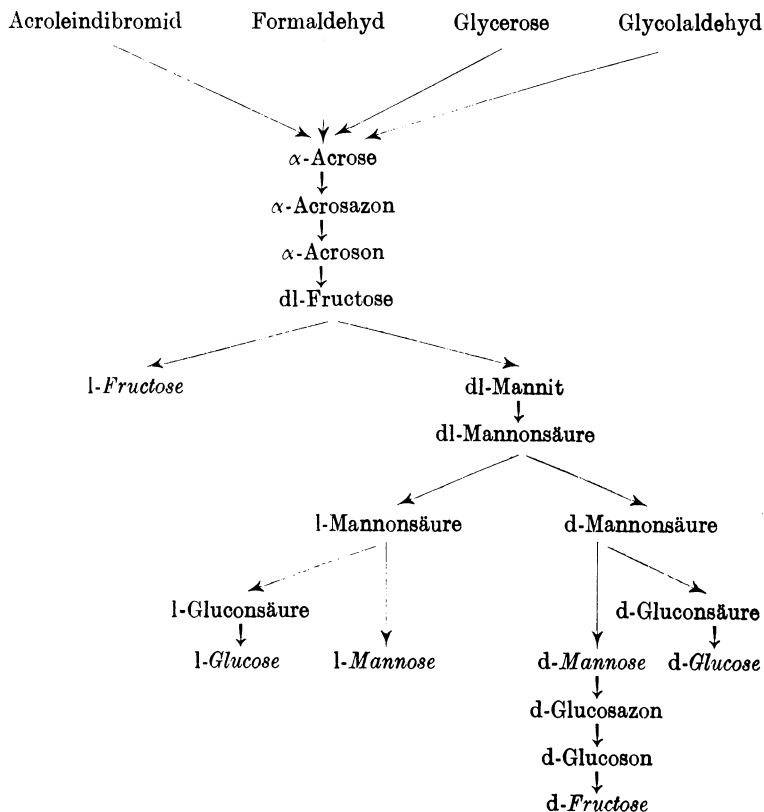 Acroleindibromid Formaldehyd Glycerose Glycolaldehyd
α-Acrose
α-Acrosazon
α-Acroson
dl-Fructose
l-Fructose dl-Mannit
dl-Mannonsäure
l-Mannonsäure d-Mannonsäure
l-Gluconsäure d-Gluconsäure
l-Glucose l-Mannose d-Mannose d-Glucose
d-Glucosazon
d-Glucoson
d-Fructose